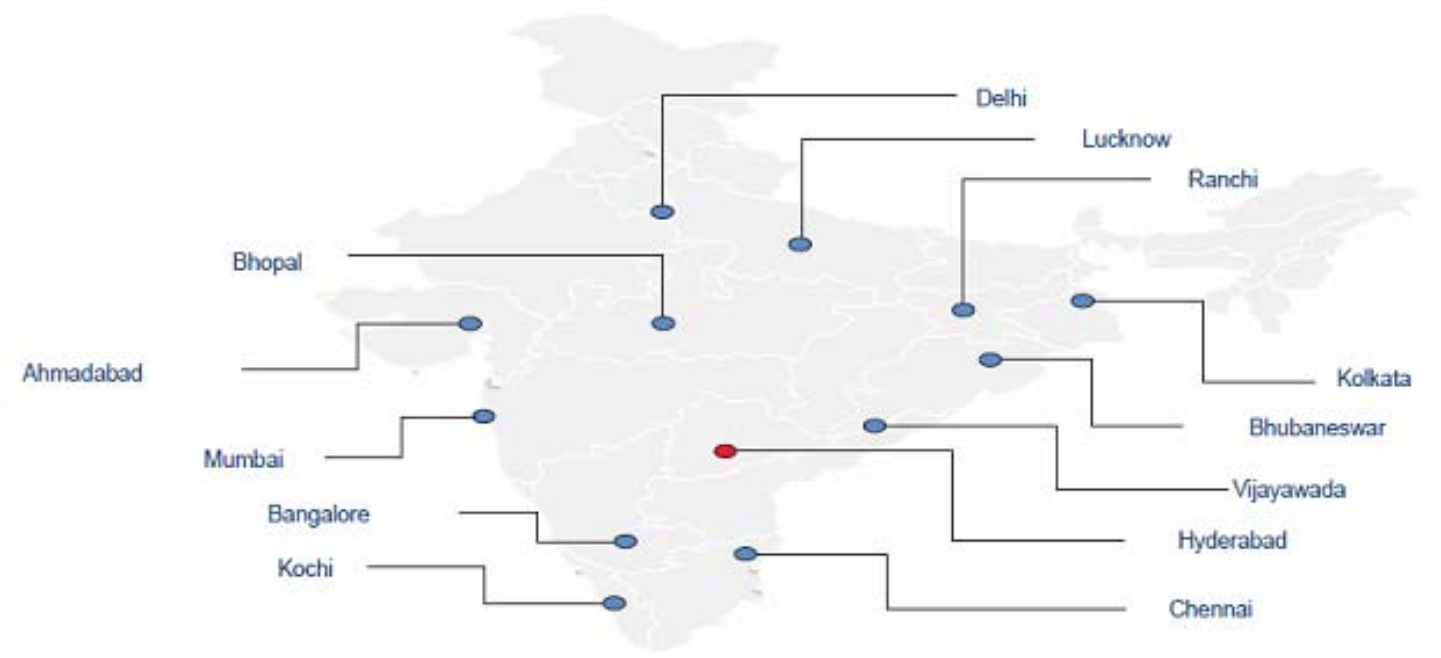 Delhi
Lucknow
Ranchi
Bhopal
Ahmadabad
Kolkata
Bhubaneswar
Mumbai
Vijayawada
Bangalore
Hyderabad
Kochi
Chennai